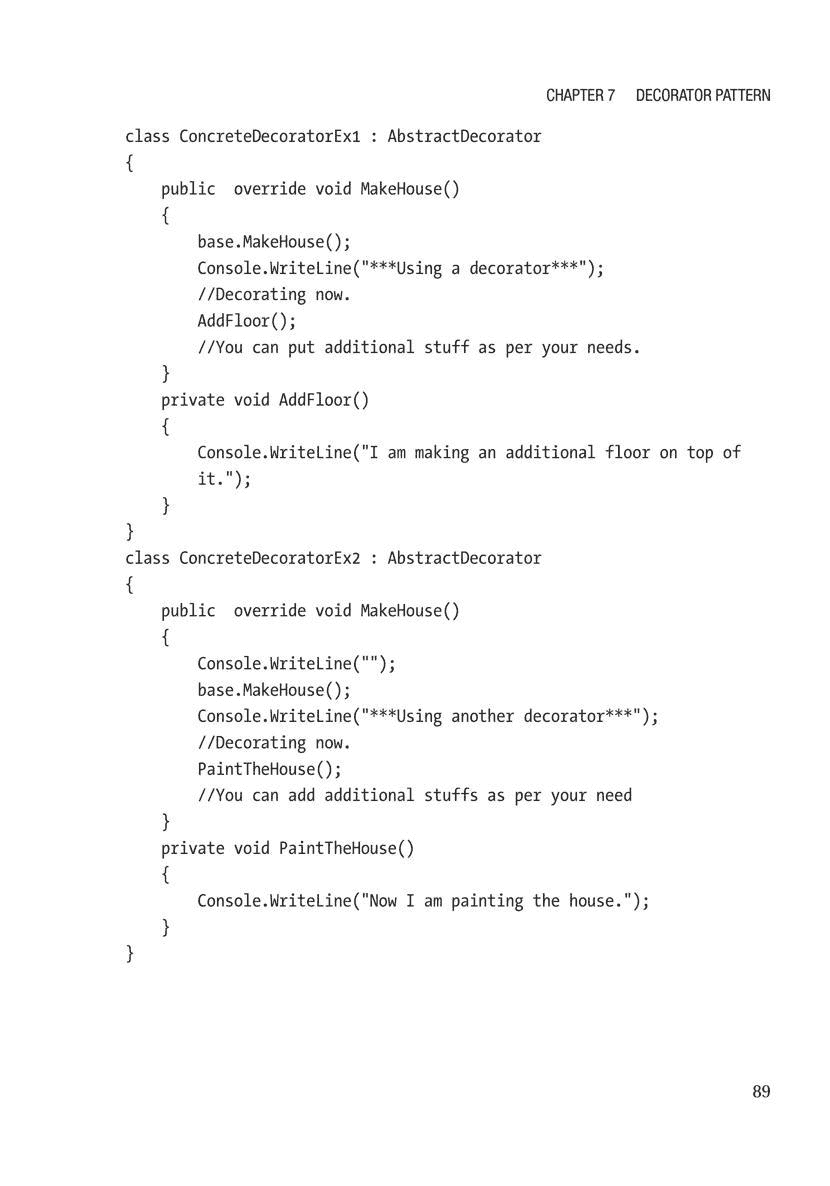 CHAPTER 7 DECORATOR PATTERN
class ConcreteDecoratorEx1 : AbstractDecorator
{
    public  override void MakeHouse()
    {
        base.MakeHouse();
        Console.WriteLine("***Using a decorator***");
        //Decorating now.
        AddFloor();
        //You can put additional stuff as per your needs.
    }
    private void AddFloor()
    {
        Console.WriteLine("I am making an additional floor on top of
        it.");
    }
}
class ConcreteDecoratorEx2 : AbstractDecorator
{
    public  override void MakeHouse()
    {
        Console.WriteLine("");
        base.MakeHouse();
        Console.WriteLine("***Using another decorator***");
        //Decorating now.
        PaintTheHouse();
        //You can add additional stuffs as per your need
    }
    private void PaintTheHouse()
    {
        Console.WriteLine("Now I am painting the house.");
    }
}
89